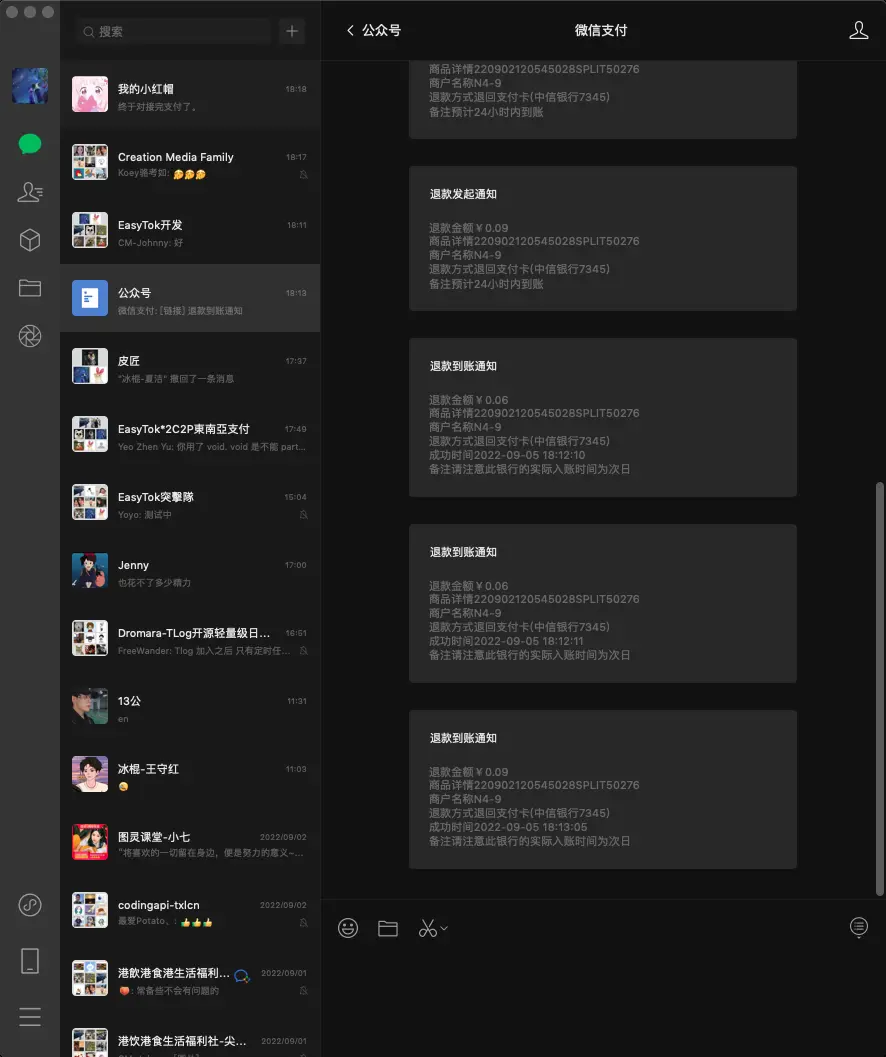 搜索
我的小红帽
18:18
终于对接完支付了。
Creation Media Family
18:17
Koey骆考如:
EasyTok开发
18:11
CM-Johnny: 好
公众号
18:13
微信支付: [链接] 退款到账通知
皮匠
17:37
"冰棍-夏洁" 撤回了一条消息
EasyTok*2C2P東南亞支付
17:49
Yeo Zhen Yu: 你用了 void. void 是不能 part...
EasyTok突擊隊
15:04
Yoyo: 测试中
Jenny
17:00
也花不了多少精力
Dromara-TLog开源轻量级日...
16:51
FreeWander: Tlog 加入之后 只有定时任...
13公
11:31
en
冰棍-王守红
11:03
图灵课堂-小七
2022/09/02
"将喜欢的一切留在身边，便是努力的意义~...
codingapi-txlcn
2022/09/02
最爱Potato、:
港飲港食港生活福利...
2022/09/01
: 常备些不会有问题的
港饮港食生活福利社-尖...
2022/09/01
公众号
微信支付
商品详情220902120545028SPLIT50276
商户名称N4-9
退款方式退回支付卡(中信银行7345)
备注预计24小时内到账
退款发起通知
退款金额￥0.09
商品详情220902120545028SPLIT50276
商户名称N4-9
退款方式退回支付卡(中信银行7345)
备注预计24小时内到账
退款到账通知
退款金额￥0.06
商品详情220902120545028SPLIT50276
商户名称N4-9
退款方式退回支付卡(中信银行7345)
成功时间2022-09-05 18:12:10
备注请注意此银行的实际入账时间为次日
退款到账通知
退款金额￥0.06
商品详情220902120545028SPLIT50276
商户名称N4-9
退款方式退回支付卡(中信银行7345)
成功时间2022-09-05 18:12:11
备注请注意此银行的实际入账时间为次日
退款到账通知
退款金额￥0.09
商品详情220902120545028SPLIT50276
商户名称N4-9
退款方式退回支付卡(中信银行7345)
成功时间2022-09-05 18:13:05
备注请注意此银行的实际入账时间为次日